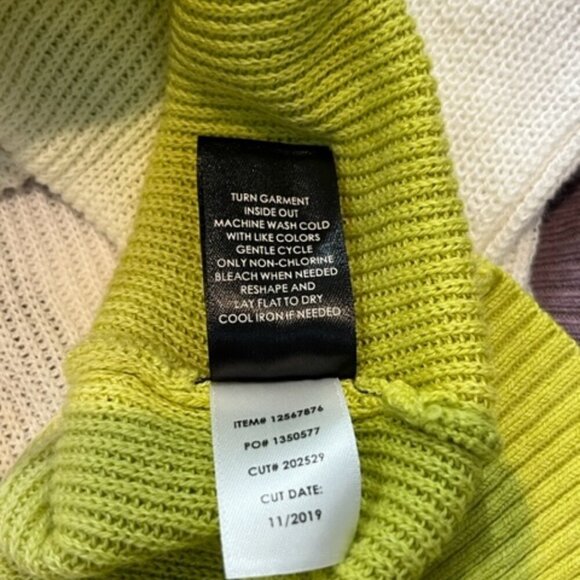 TURN GARMENT
INSIDE OUT
MACHINE WASH COLD
WITH LIKE COLORS
GENTLE CYCLE
ONLY NON-CHLORINE
BLEACH WHEN NEEDED
RESHAPE AND
LAY FLAT TO DRY
COOL IRON IF NEEDED
ITEM# 12567876
PO# 1350577
CUT# 202529
CUT DATE:
11/2019